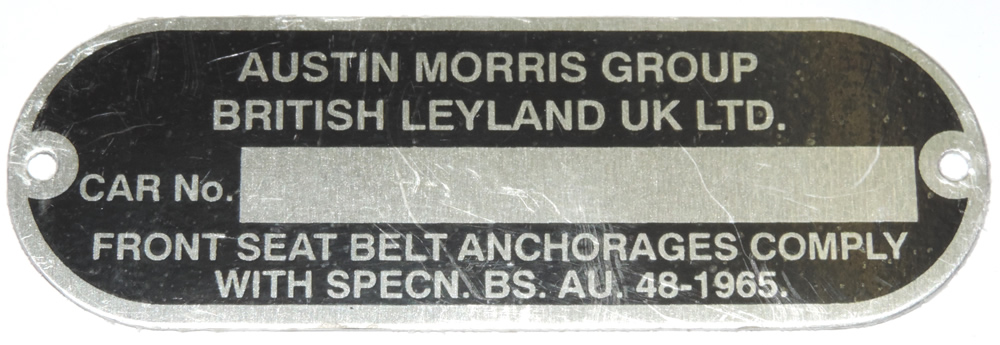 AUSTIN MORRIS GROUP
BRITISH LEYLAND UK LTD.
CAR No.
FRONT SEAT BELT ANCHORAGES COMPLY
WITH SPECN. BS. AU. 48-1965.